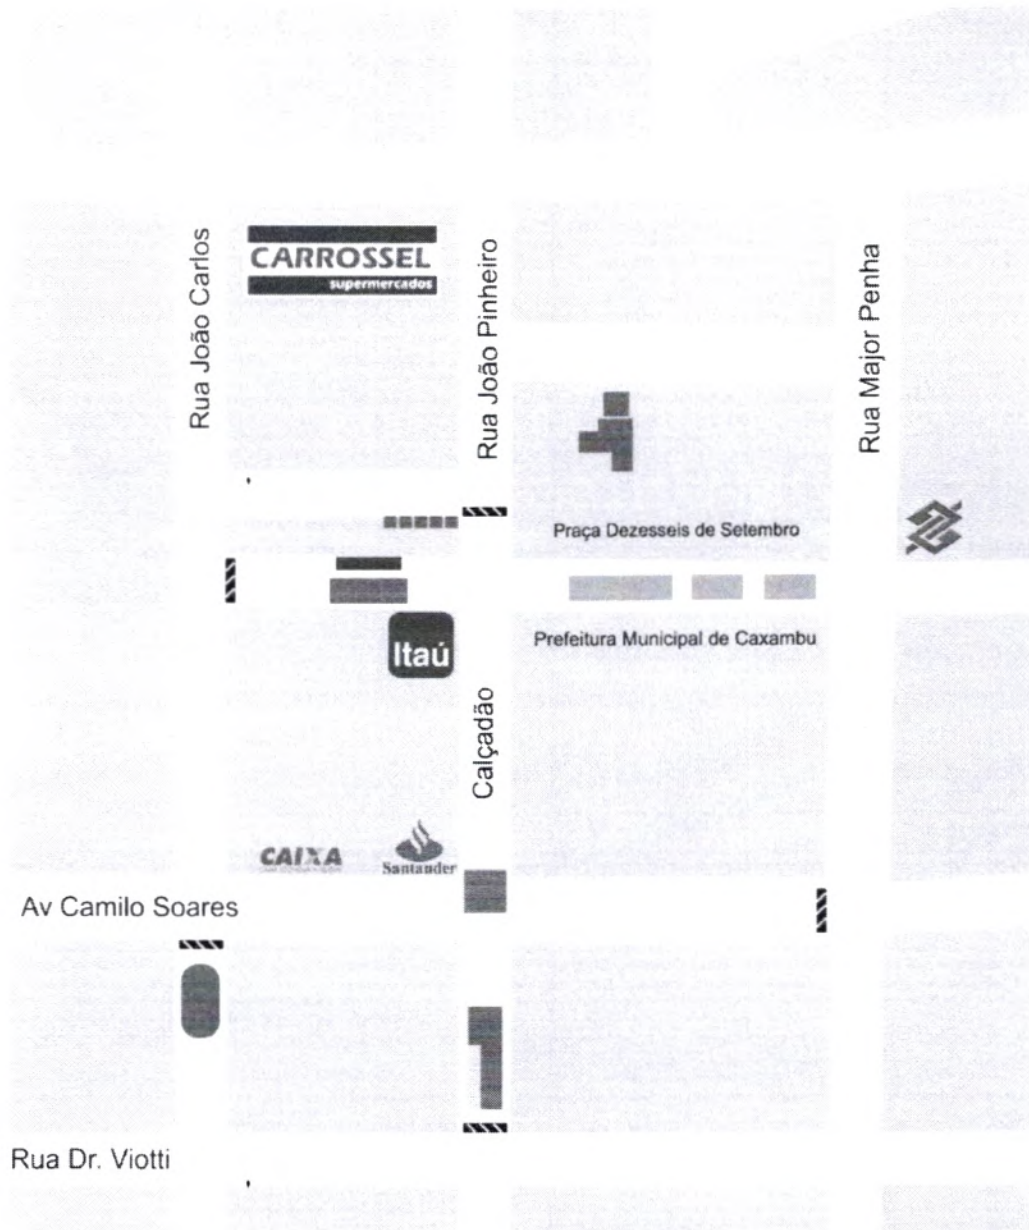 Rua João Carlos
CARROSSEL
supermercados
Rua João Pinheiro
Rua Major Penha
Praça Dezesseis de Setembro
Itaú
Prefeitura Municipal de Caxambu
Calçadão
CAIXA
Santander
Av Camilo Soares
Rua Dr. Viotti